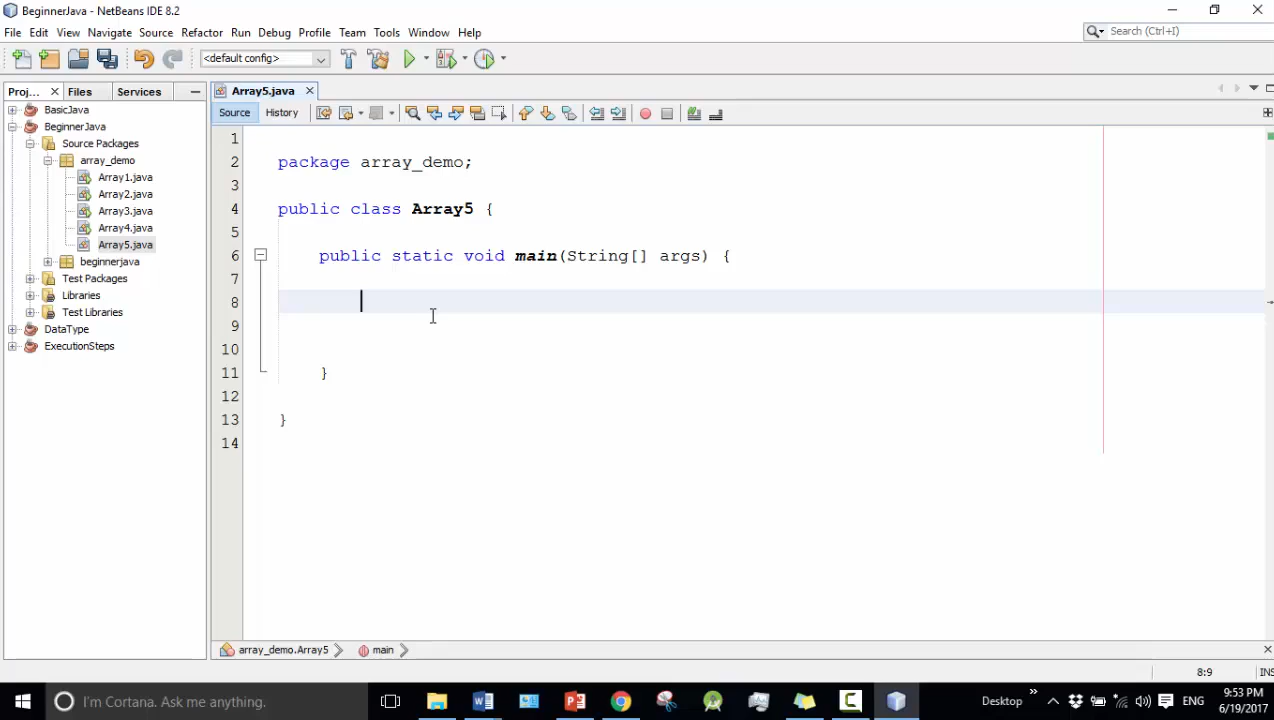 BeginnerJava - NetBeans IDE 8.2
File Edit View Navigate Source Refactor Run Debug Profile Team Tools Window Help
Search (Ctrl+I)
<default config>
Proj... Files Services
Array5.java
Source History
BasicJava
BeginnerJava
Source Packages
array_demo
Array1.java
Array2.java
Array3.java
Array4.java
Array5.java
beginnerjava
Test Packages
Libraries
Test Libraries
DataType
ExecutionSteps
1
2 package array_demo;
3
4 public class Array5 {
5
6 public static void main(String[] args) {
7
8
9
10
11 }
12
13 }
14
array_demo.Array5 main
8:9 INS
I'm Cortana. Ask me anything.
Desktop ENG
9:53 PM
6/19/2017